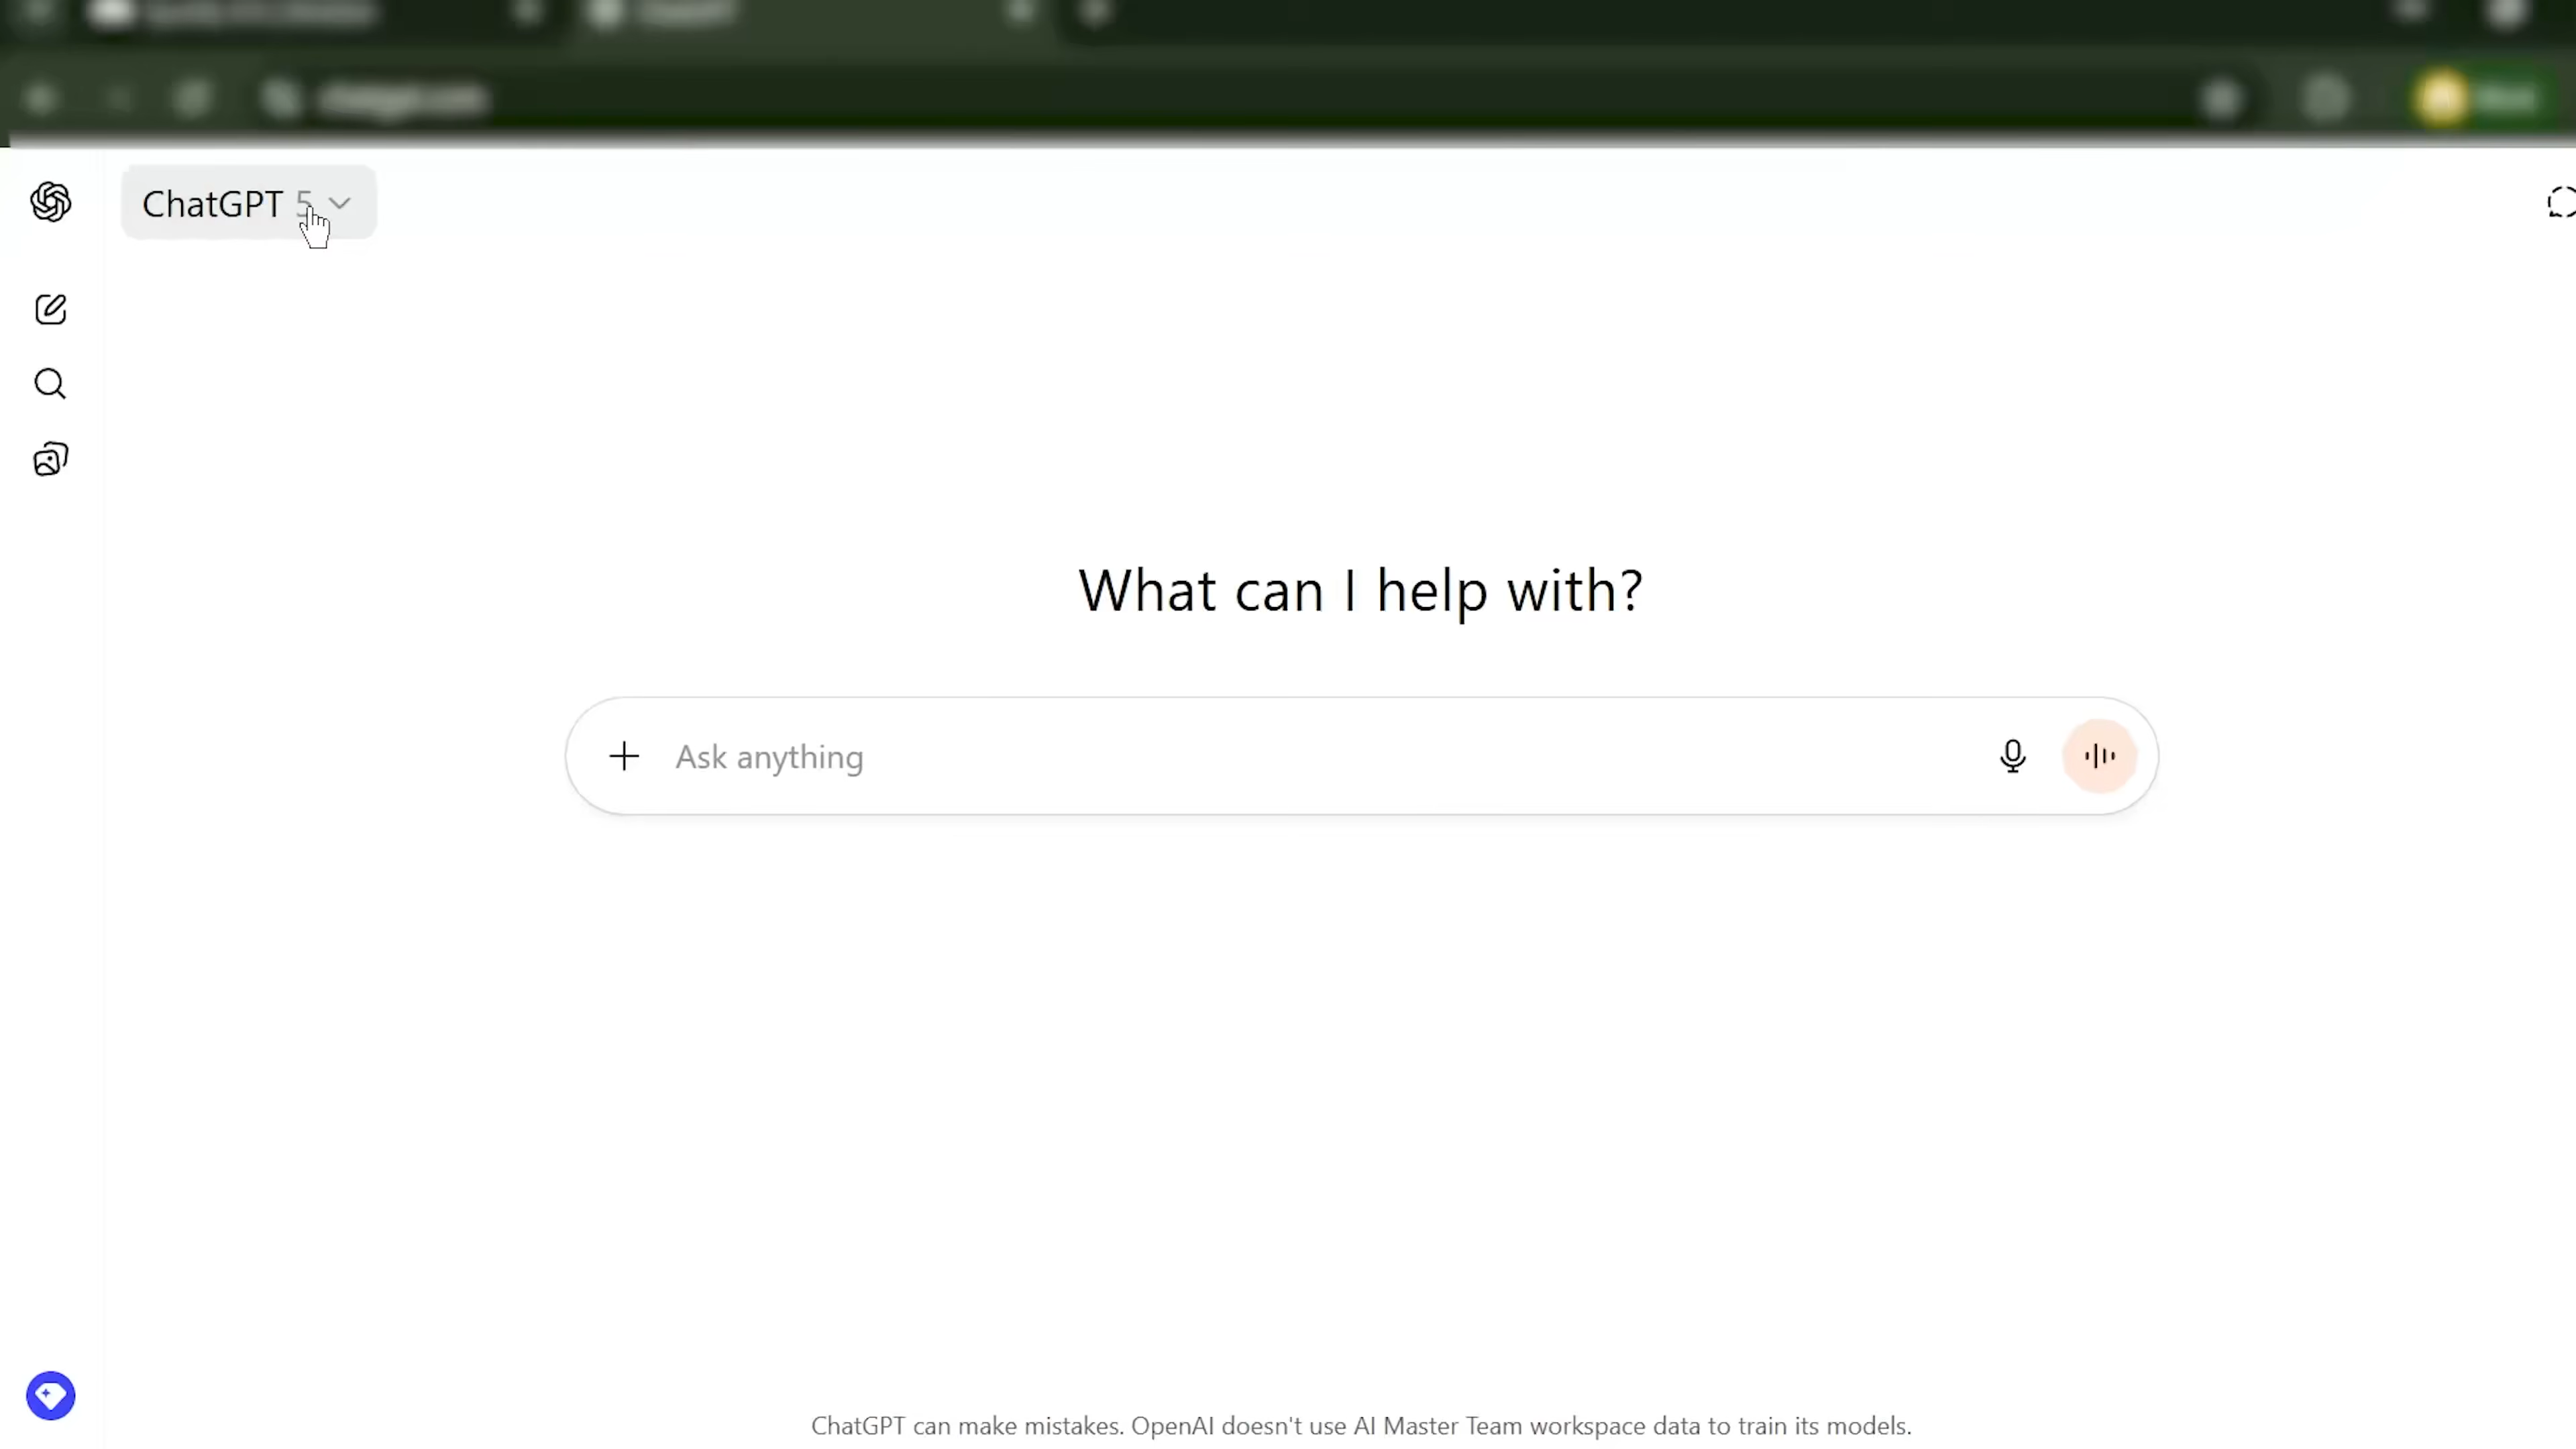 ChatGPT 5
What can I help with?
Ask anything
ChatGPT can make mistakes. OpenAI doesn't use AI Master Team workspace data to train its models.